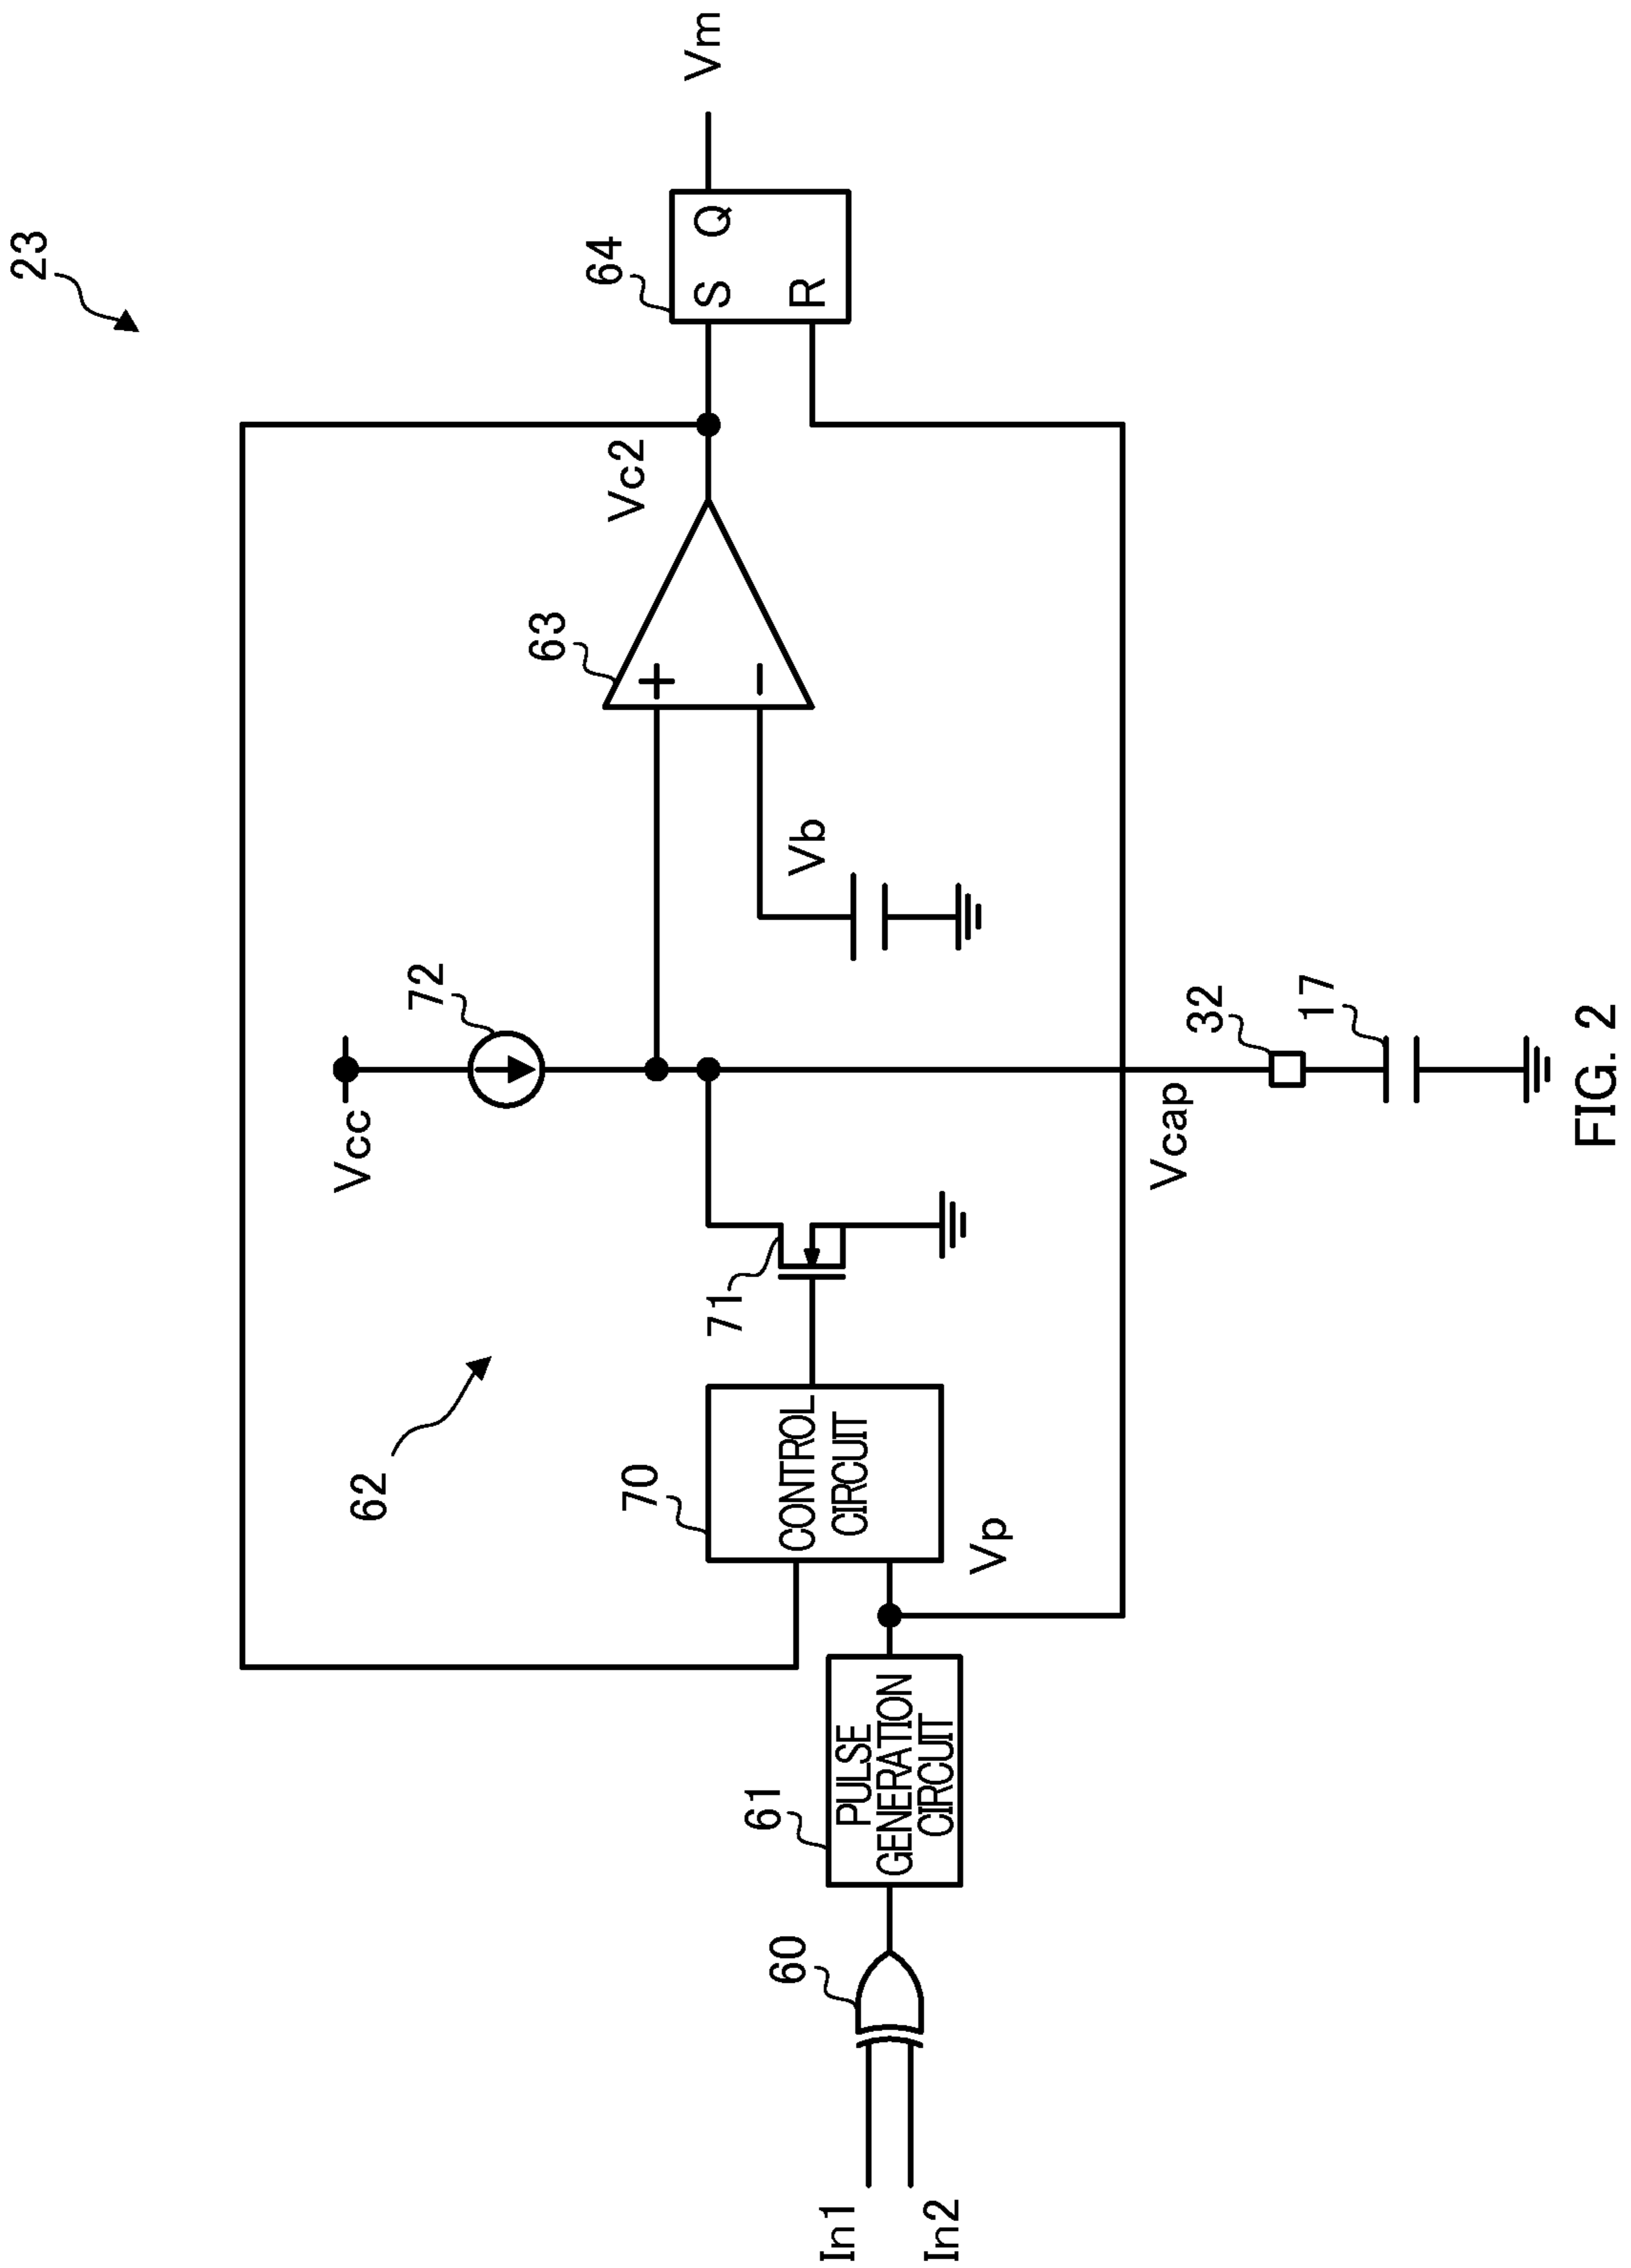 23
Vcc
72
62
63
Vc2
64
S
Q
R
Vm
+
−
Vb
71
70
CONTROL
CIRCUIT
Vp
61
PULSE
GENERATION
CIRCUIT
60
In1
In2
Vcap
32
17
FIG. 2